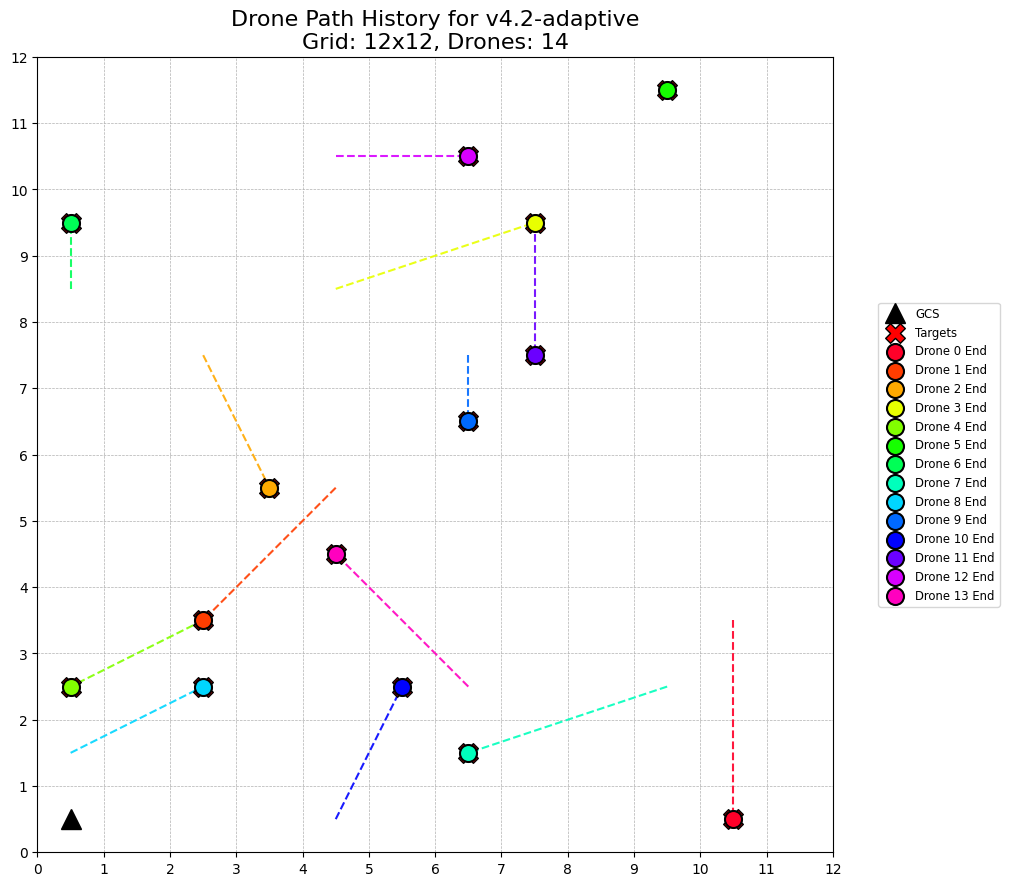 Drone Path History for v4.2-adaptive
Grid: 12x12, Drones: 14
12
11
10
9
8
7
6
5
4
3
2
1
0
0 1 2 3 4 5 6 7 8 9 10 11 12
GCS
Targets
Drone 0 End
Drone 1 End
Drone 2 End
Drone 3 End
Drone 4 End
Drone 5 End
Drone 6 End
Drone 7 End
Drone 8 End
Drone 9 End
Drone 10 End
Drone 11 End
Drone 12 End
Drone 13 End